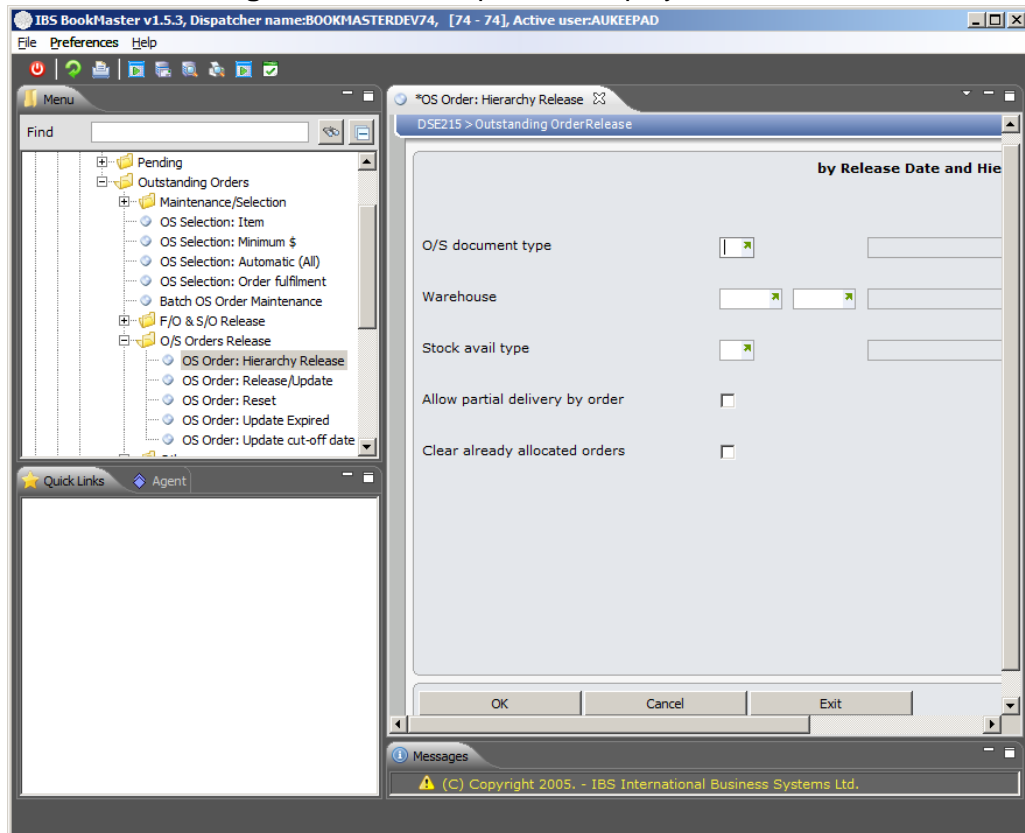 IBS BookMaster v1.5.3, Dispatcher name:BOOKMASTERDEV74, [74 - 74], Active user:AUKEEPAD
File Preferences Help
Menu
Find
Pending
Outstanding Orders
Maintenance/Selection
OS Selection: Item
OS Selection: Minimum $
OS Selection: Automatic (All)
OS Selection: Order fulfilment
Batch OS Order Maintenance
F/O & S/O Release
O/S Orders Release
OS Order: Hierarchy Release
OS Order: Release/Update
OS Order: Reset
OS Order: Update Expired
OS Order: Update cut-off date
Quick Links Agent
*OS Order: Hierarchy Release
DSE215 > Outstanding OrderRelease
by Release Date and Hie
O/S document type
Warehouse
Stock avail type
Allow partial delivery by order
Clear already allocated orders
OK Cancel Exit
Messages
(C) Copyright 2005. - IBS International Business Systems Ltd.